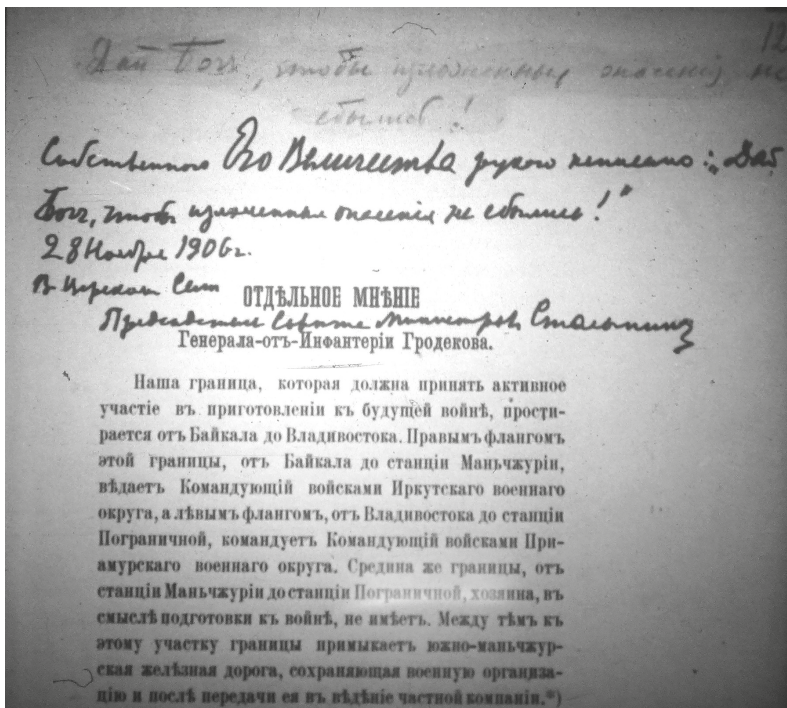 12
Дай Богъ, чтобы изложенныя опасенія не
сбылись!
Собственного Его Величества рукою написано: „Дай
Богъ, чтобы изложенныя опасенія не сбылись!"
28 Ноября 1906 г.
В Царском Селе
ОТДѢЛЬНОЕ МНѢНІЕ
Председатель Совета Министров Столыпинъ
Генерала-отъ-Инфантеріи Гродекова.
Наша граница, которая должна принять активное
участіе въ приготовленіи къ будущей войнѣ, прости-
рается отъ Байкала до Владивостока. Правымъ флангомъ
этой границы, отъ Байкала до станціи Маньчжуріи,
вѣдаетъ Командующій войсками Иркутскаго военнаго
округа, а лѣвымъ флангомъ, отъ Владивостока до станціи
Пограничной, командуетъ Командующій войсками При-
амурскаго военнаго округа. Средина же границы, отъ
станціи Маньчжуріи до станціи Пограничной, хозяина, въ
смыслѣ подготовки къ войнѣ, не имѣетъ. Между тѣмъ къ
этому участку границы примыкаетъ южно-маньчжур-
ская желѣзная дорога, сохраняющая военную организа-
цію и послѣ передачи ея въ вѣдѣніе частной компаніи.*)